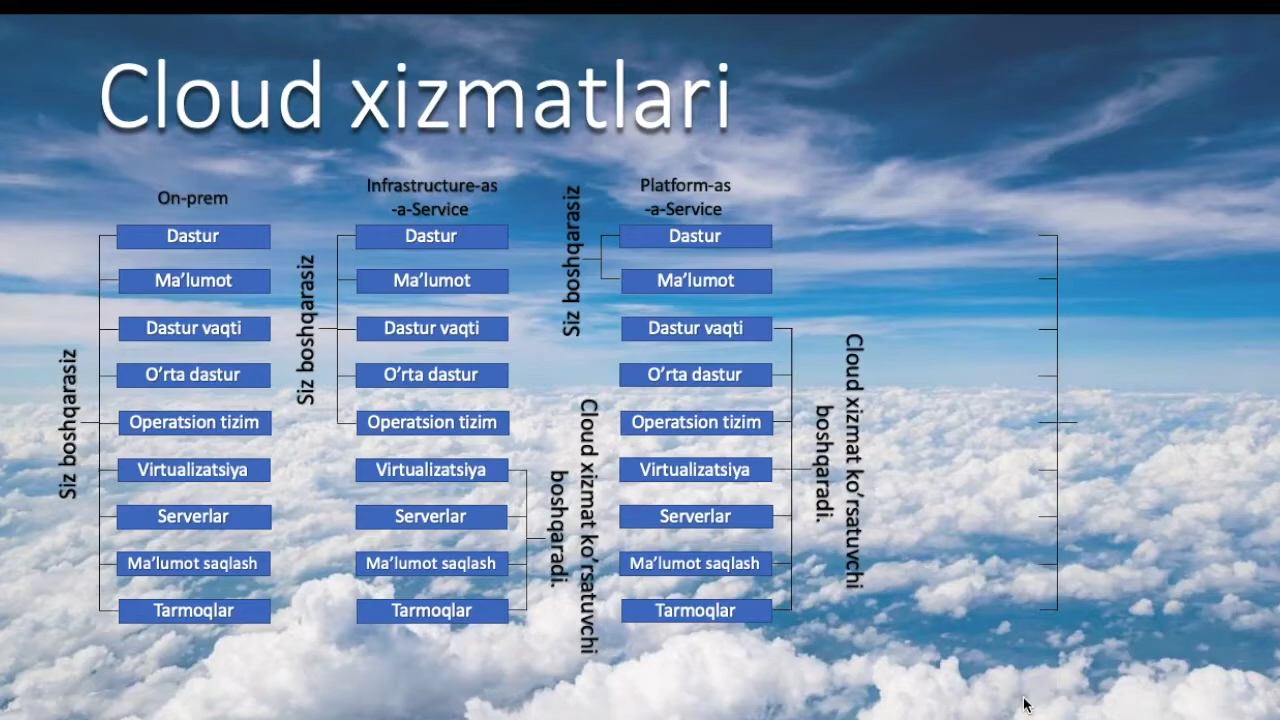 Cloud xizmatlari
On-prem
Siz boshqarasiz
Dastur
Ma’lumot
Dastur vaqti
O’rta dastur
Operatsion tizim
Virtualizatsiya
Serverlar
Ma’lumot saqlash
Tarmoqlar
Infrastructure-as
-a-Service
Siz boshqarasiz
Dastur
Ma’lumot
Dastur vaqti
O’rta dastur
Operatsion tizim
Virtualizatsiya
Serverlar
Ma’lumot saqlash
Tarmoqlar
Cloud xizmat ko’rsatuvchi
boshqaradi.
Platform-as
-a-Service
Siz boshqarasiz
Dastur
Ma’lumot
Dastur vaqti
O’rta dastur
Operatsion tizim
Virtualizatsiya
Serverlar
Ma’lumot saqlash
Tarmoqlar
Cloud xizmat ko’rsatuvchi
boshqaradi.